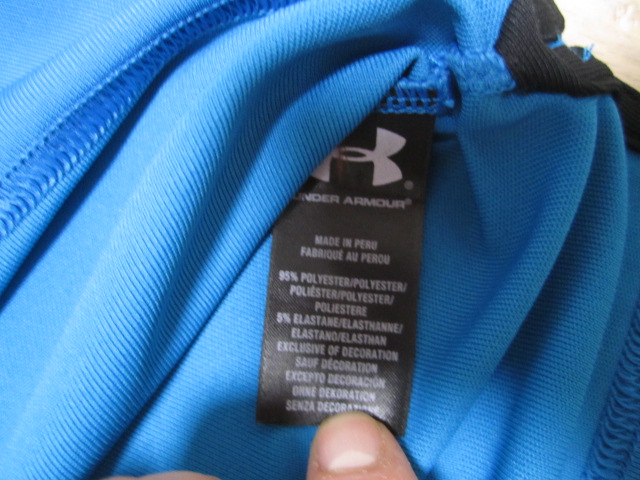 UNDER ARMOUR®
MADE IN PERU
FABRIQUÉ AU PEROU
95% POLYESTER/POLYESTER/
POLIÉSTER/POLYESTER/
POLIESTERE
5% ELASTANE/ELASTHANNE/
ELASTANO/ELASTHAN
EXCLUSIVE OF DECORATION
SAUF DÉCORATION
EXCEPTO DECORACIÓN
OHNE DEKORATION
SENZA DECORATIONS